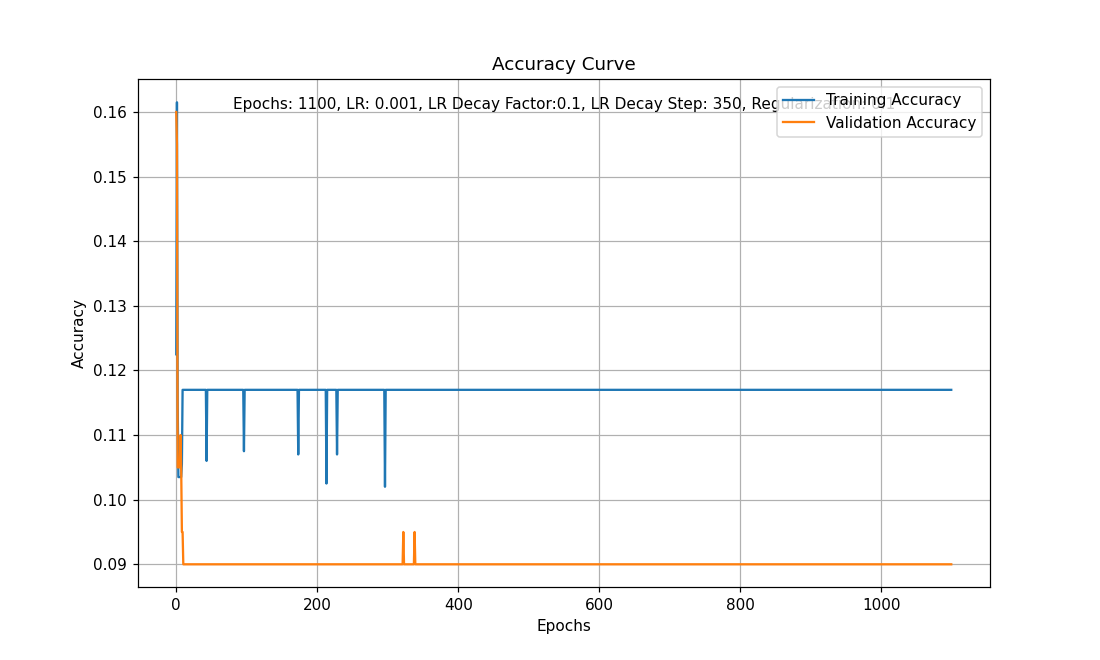 Accuracy Curve
Epochs: 1100, LR: 0.001, LR Decay Factor:0.1, LR Decay Step: 350, Regularization:
Training Accuracy
Validation Accuracy
0.16
0.15
0.14
0.13
0.12
0.11
0.10
0.09
Accuracy
0 200 400 600 800 1000
Epochs